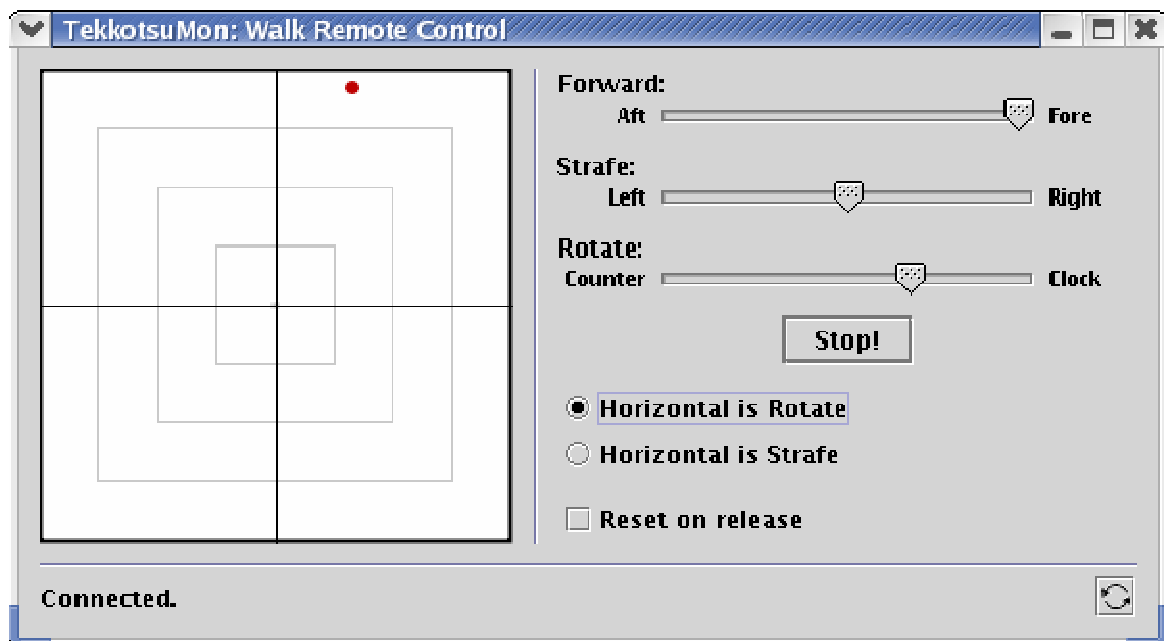 TekkotsuMon: Walk Remote Control
Forward:
Aft Fore
Strafe:
Left Right
Rotate:
Counter Clock
Stop!
Horizontal is Rotate
Horizontal is Strafe
Reset on release
Connected.